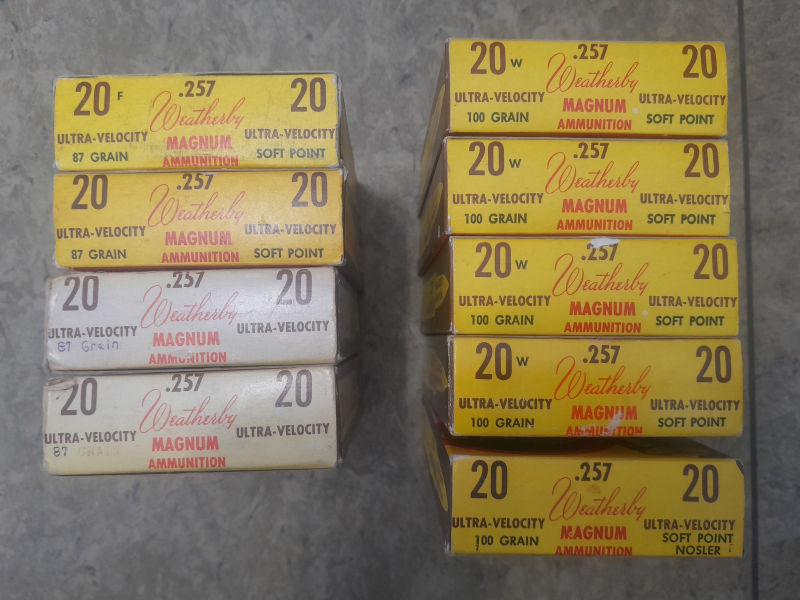 20 F .257 20
Weatherby
ULTRA-VELOCITY MAGNUM ULTRA-VELOCITY
87 GRAIN AMMUNITION SOFT POINT
20 .257 20
Weatherby
ULTRA-VELOCITY MAGNUM ULTRA-VELOCITY
87 GRAIN AMMUNITION SOFT POINT
20 .257 20
Weatherby
ULTRA-VELOCITY MAGNUM ULTRA-VELOCITY
87 Grain AMMUNITION
20 .257 20
Weatherby
ULTRA-VELOCITY MAGNUM ULTRA-VELOCITY
87 GRAIN AMMUNITION
20 W .257 20
Weatherby
ULTRA-VELOCITY MAGNUM ULTRA-VELOCITY
100 GRAIN AMMUNITION SOFT POINT
20 W .257 20
Weatherby
ULTRA-VELOCITY MAGNUM ULTRA-VELOCITY
100 GRAIN AMMUNITION SOFT POINT
20 W .257 20
Weatherby
ULTRA-VELOCITY MAGNUM ULTRA-VELOCITY
100 GRAIN AMMUNITION SOFT POINT
20 W .257 20
Weatherby
ULTRA-VELOCITY MAGNUM ULTRA-VELOCITY
100 GRAIN AMMUNITION SOFT POINT
20 .257 20
Weatherby
ULTRA-VELOCITY MAGNUM ULTRA-VELOCITY
100 GRAIN AMMUNITION SOFT POINT
NOSLER